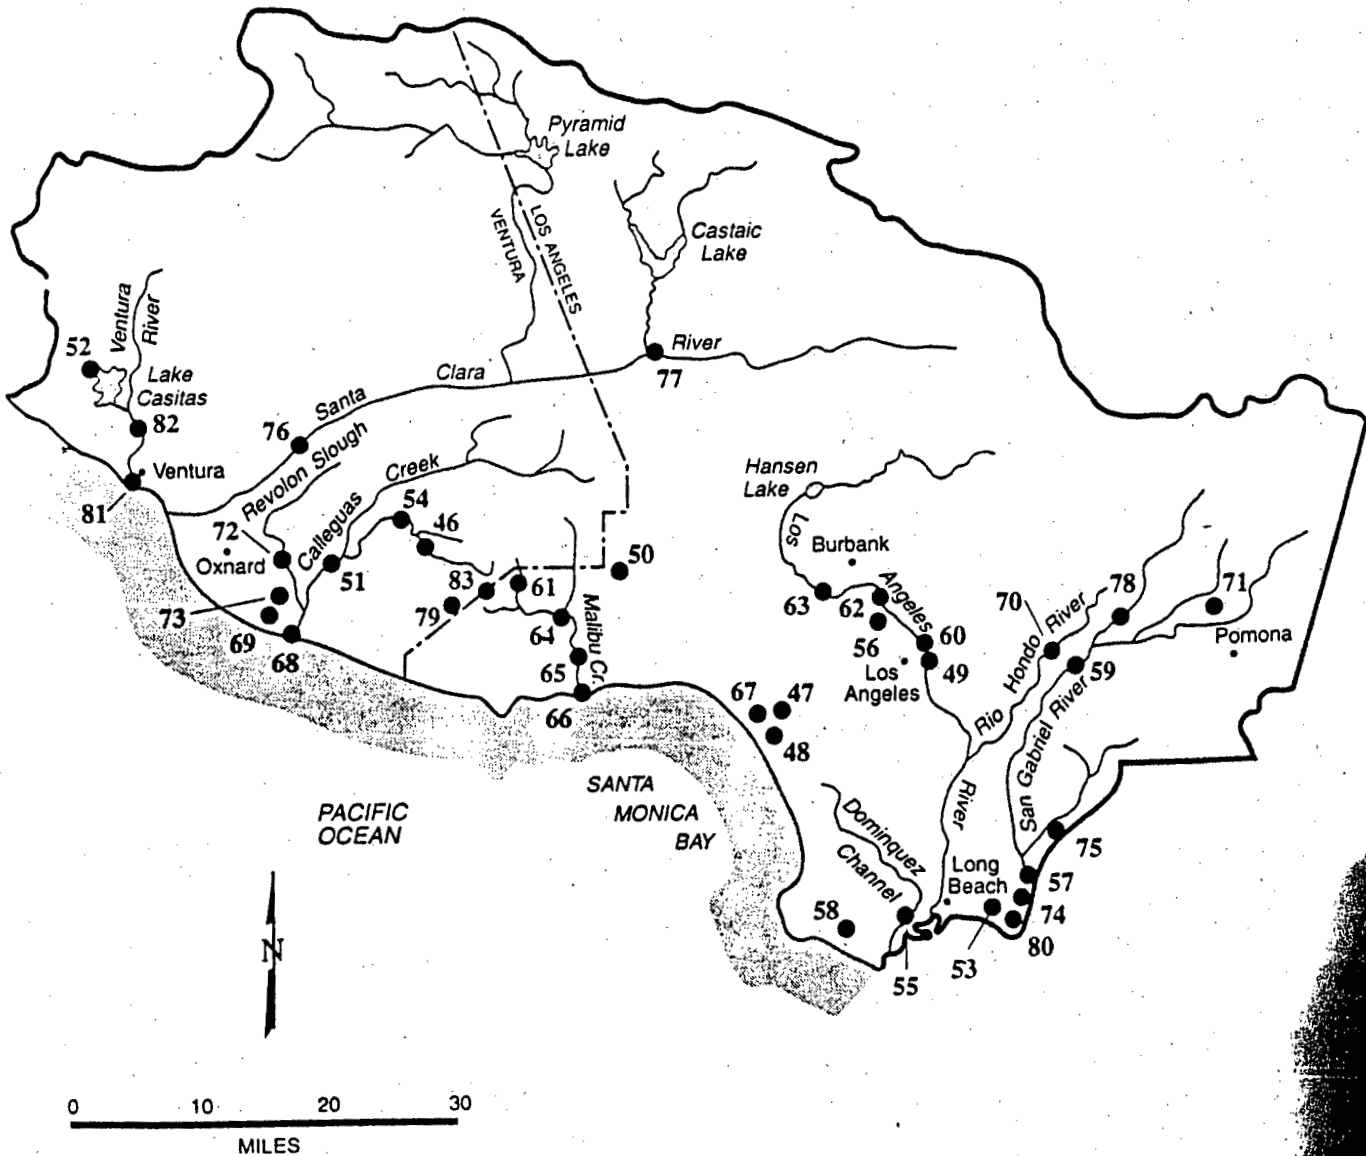 Pyramid
Lake
VENTURA
LOS ANGELES
Castaic
Lake
Ventura
River
52
Lake
Casitas
82
River
77
Clara
Santa
76
Revolon Slough
Ventura
81
Creek
Calleguas
54
46
72
Oxnard
51
73
69
68
83
79
61
50
64
Malibu Cr.
65
66
Hansen
Lake
Los
Burbank
Angeles
63
62
56
60
49
Los
Angeles
70
Rio Hondo River
78
71
Pomona
59
San Gabriel River
67
47
48
River
Dominquez
Channel
Long
Beach
75
57
74
80
53
55
58
SANTA
MONICA
BAY
PACIFIC
OCEAN
N
0 10 20 30
MILES